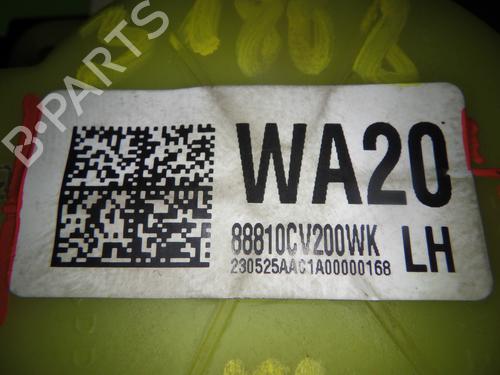 B-PARTS
WA20
88810CV200WK
LH
230525AAC1A00000168